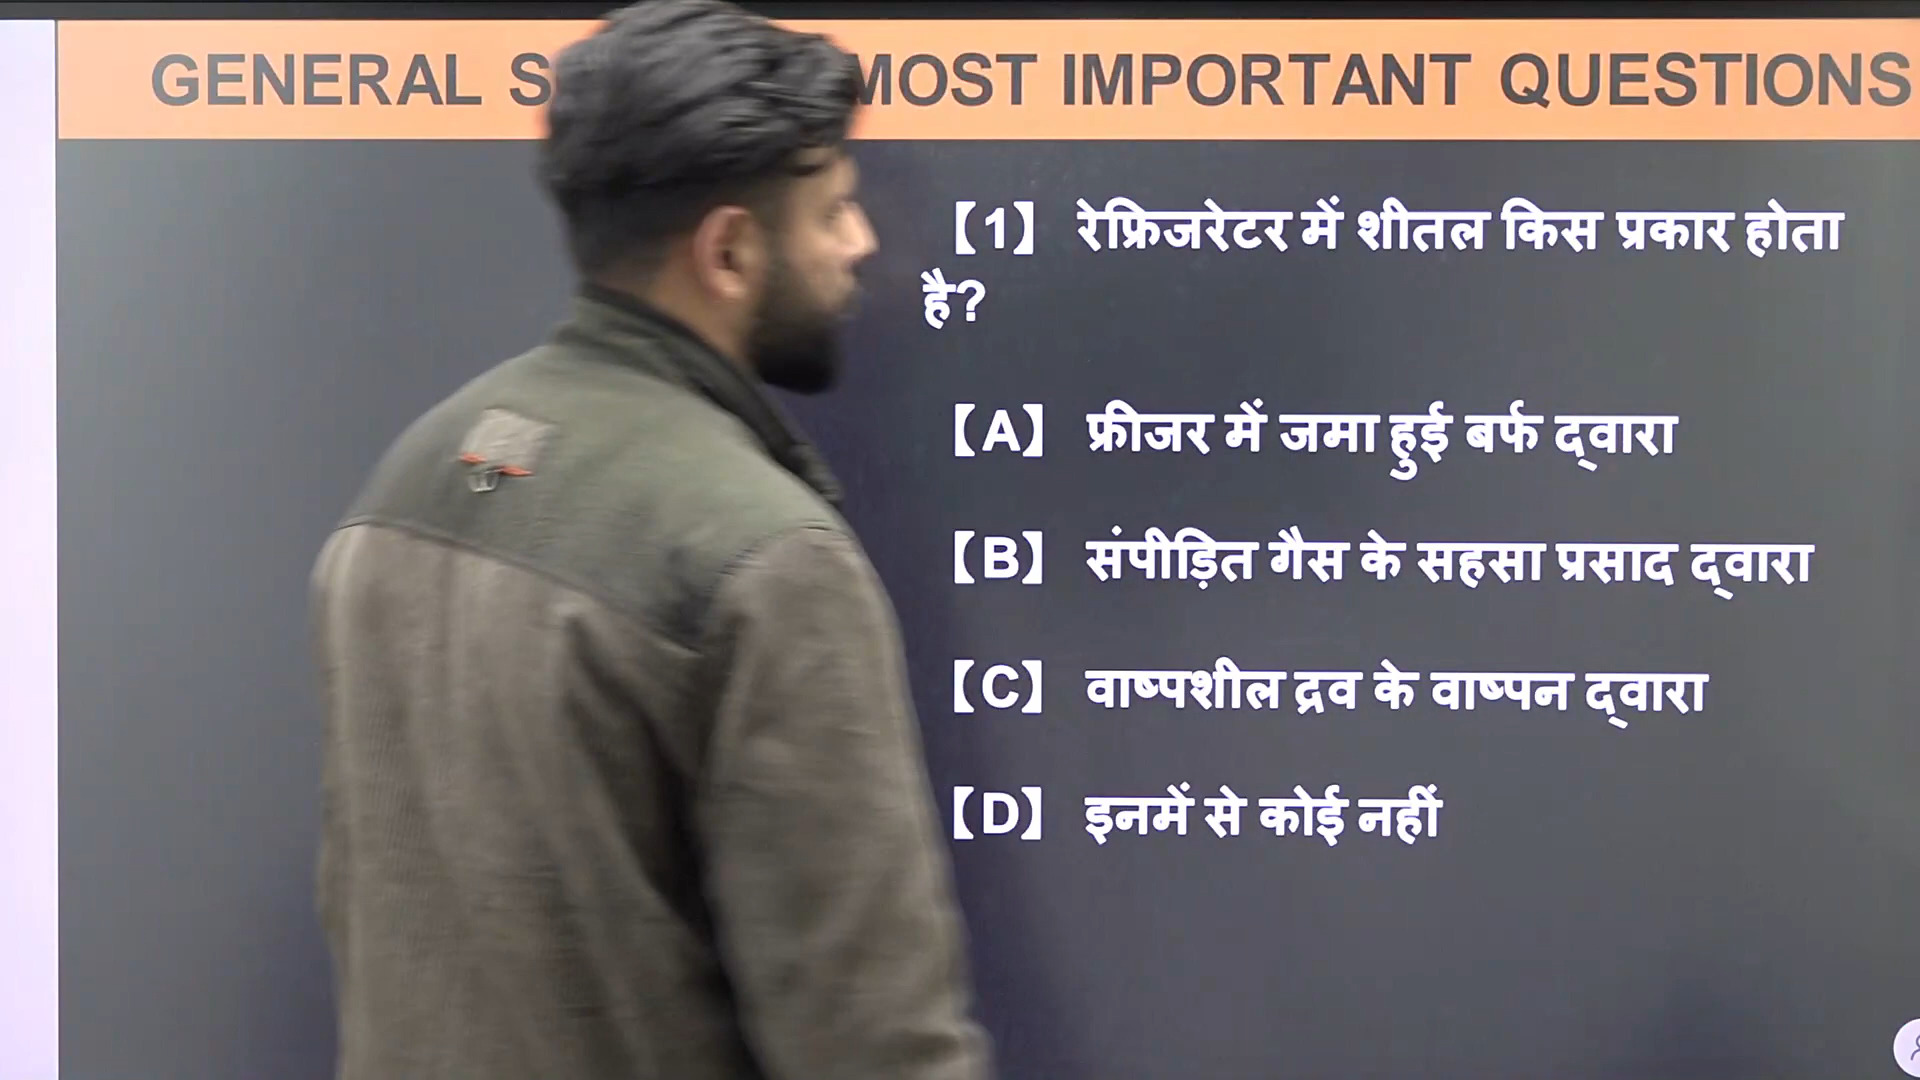 GENERAL MOST IMPORTANT QUESTIONS
【1】 रेफ्रिजरेटर में शीतल किस प्रकार होता
है?
【A】 फ्रीजर में जमा हुई बर्फ द्वारा
【B】 संपीड़ित गैस के सहसा प्रसाद द्वारा
【C】 वाष्पशील द्रव के वाष्पन द्वारा
【D】 इनमें से कोई नहीं